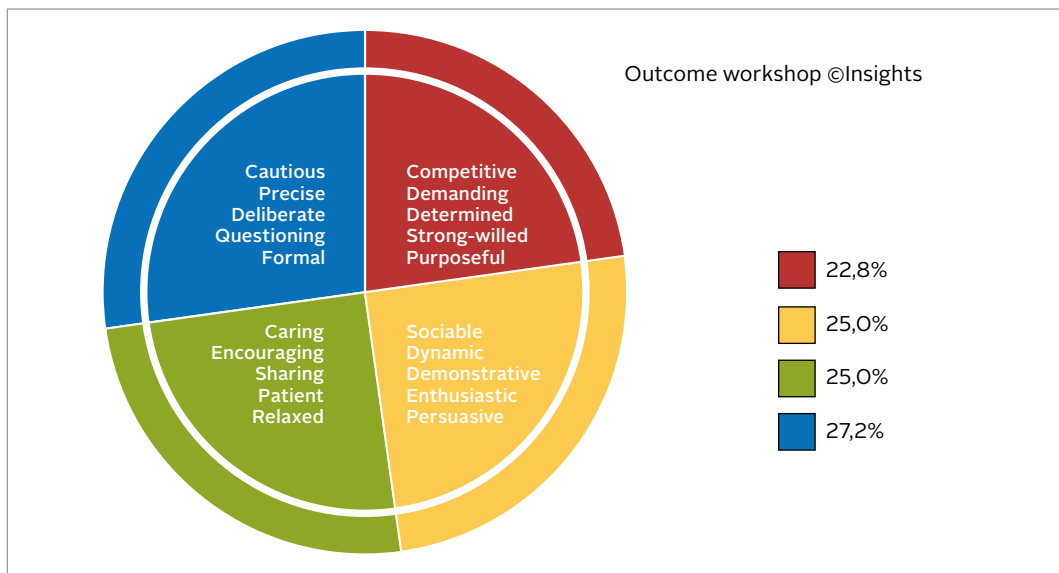 Outcome workshop ©Insights
Cautious
Precise
Deliberate
Questioning
Formal
Competitive
Demanding
Determined
Strong-willed
Purposeful
Caring
Encouraging
Sharing
Patient
Relaxed
Sociable
Dynamic
Demonstrative
Enthusiastic
Persuasive
22,8%
25,0%
25,0%
27,2%